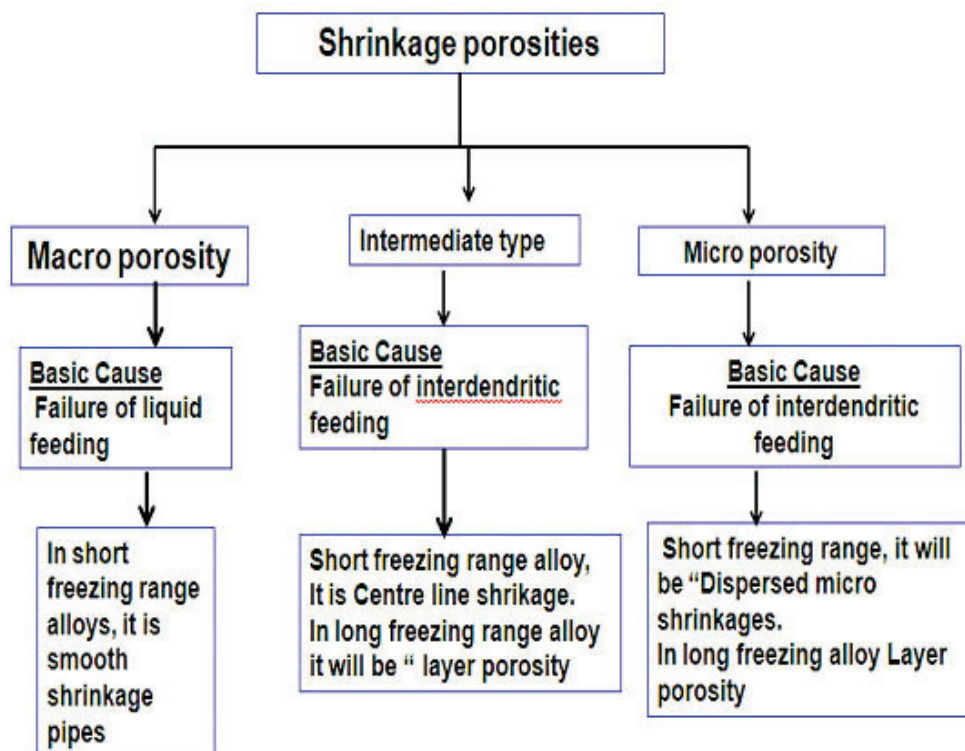 Shrinkage porosities
Macro porosity
Intermediate type
Micro porosity
Basic Cause
Failure of liquid
feeding
Basic Cause
Failure of interdendritic
feeding
Basic Cause
Failure of interdendritic
feeding
In short
freezing range
alloys, it is
smooth
shrinkage
pipes
Short freezing range alloy,
It is Centre line shrikage.
In long freezing range alloy
it will be “ layer porosity
Short freezing range, it will
be “Dispersed micro
shrinkages.
In long freezing alloy Layer
porosity